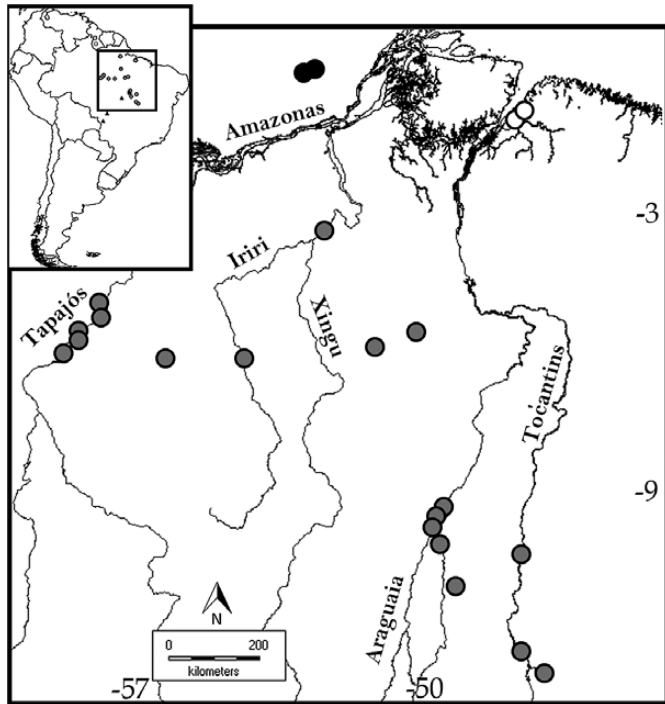 Amazonas
-3
Iriri
Tapajós
Xingu
Tocantins
-9
Araguaia
N
0 200
kilometers
-57 -50